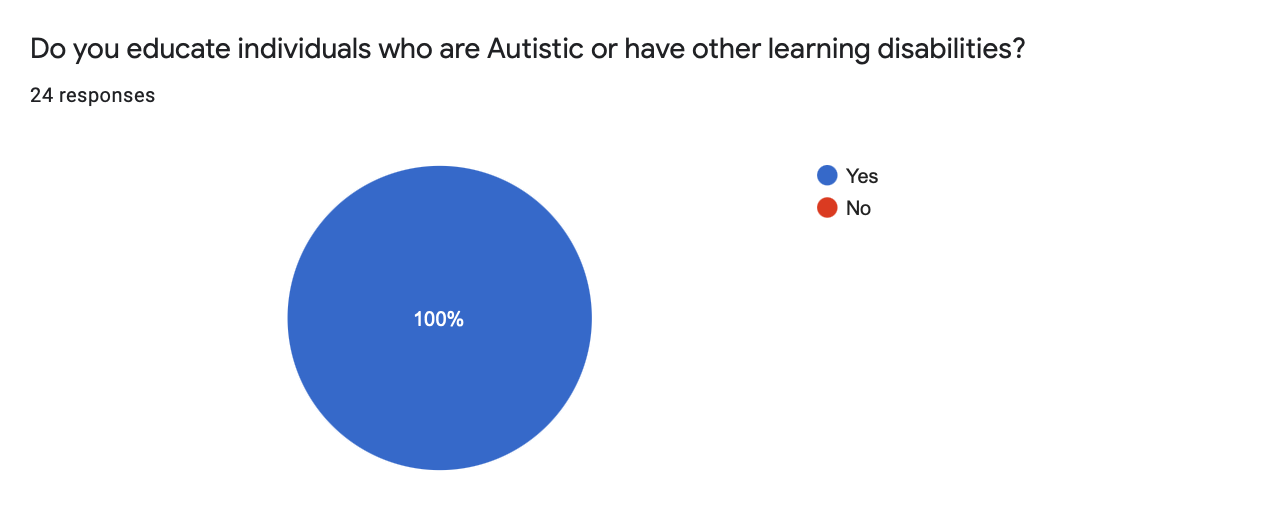 Do you educate individuals who are Autistic or have other learning disabilities?
24 responses
Yes
No
100%